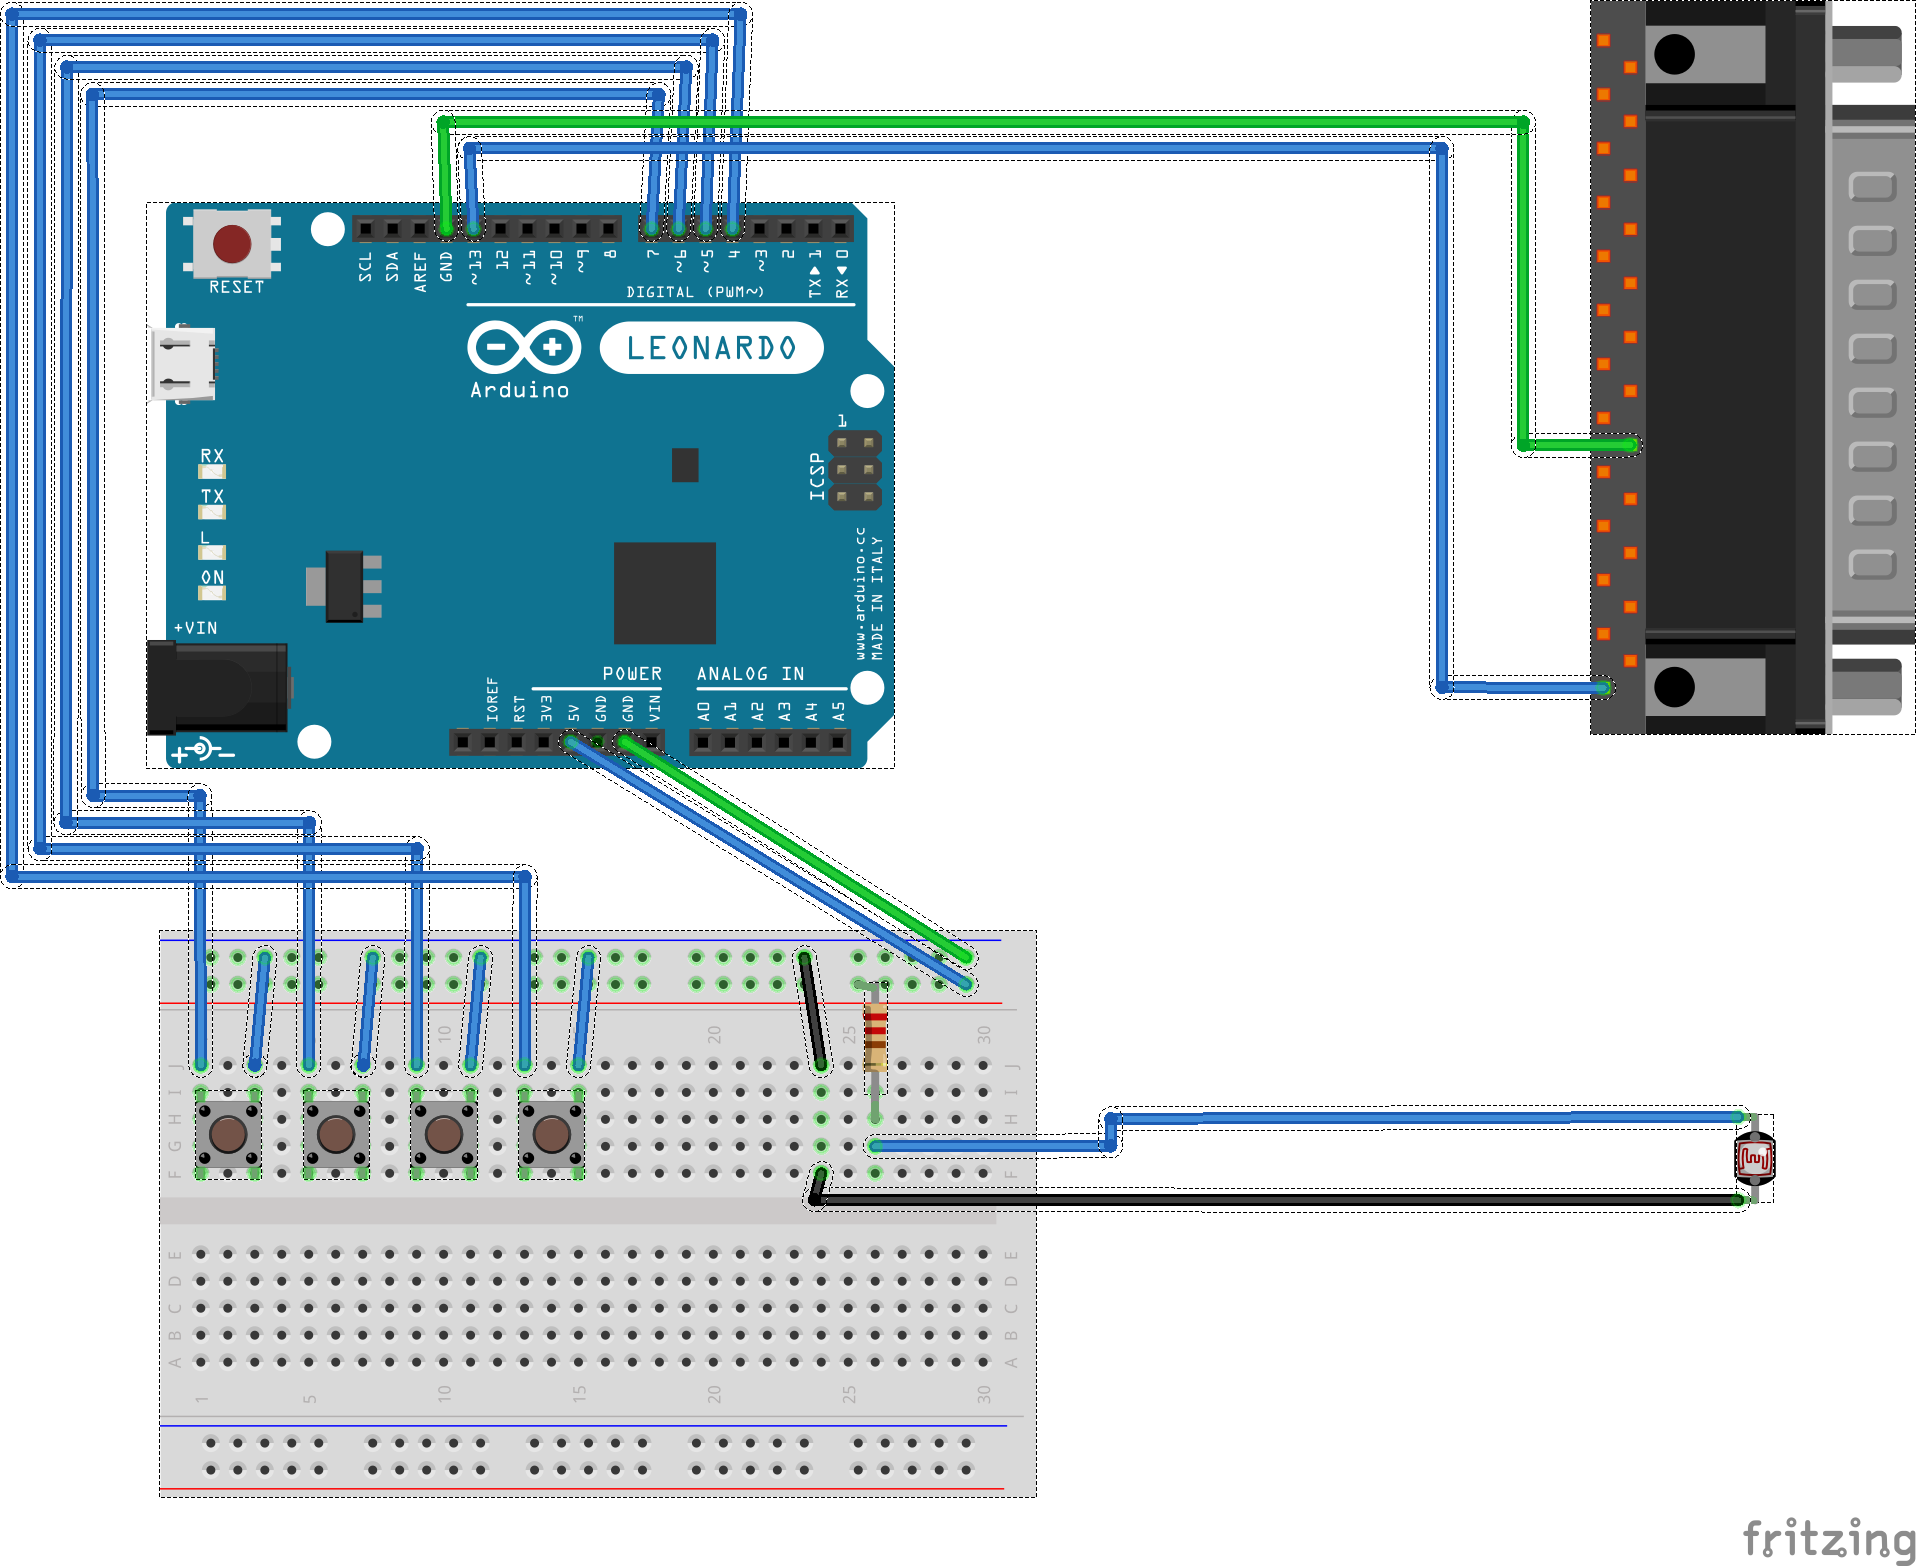 RESET
SCL
SDA
AREF
GND
~13
12
~11
~10
~9
8
7
~6
~5
4
~3
2
TX▶1
RX◀0
DIGITAL (PWM~)
TM
LEONARDO
Arduino
1
ICSP
RX
TX
L
ON
+VIN
www.arduino.cc
MADE IN ITALY
POWER
ANALOG IN
IOREF
RST
3V3
5V
GND
GND
VIN
A0
A1
A2
A3
A4
A5
+ -
10
20
25
30
J
J
I
I
H
H
G
F
F
E
E
D
D
C
C
B
B
A
A
1
5
10
15
20
25
30
fritzing